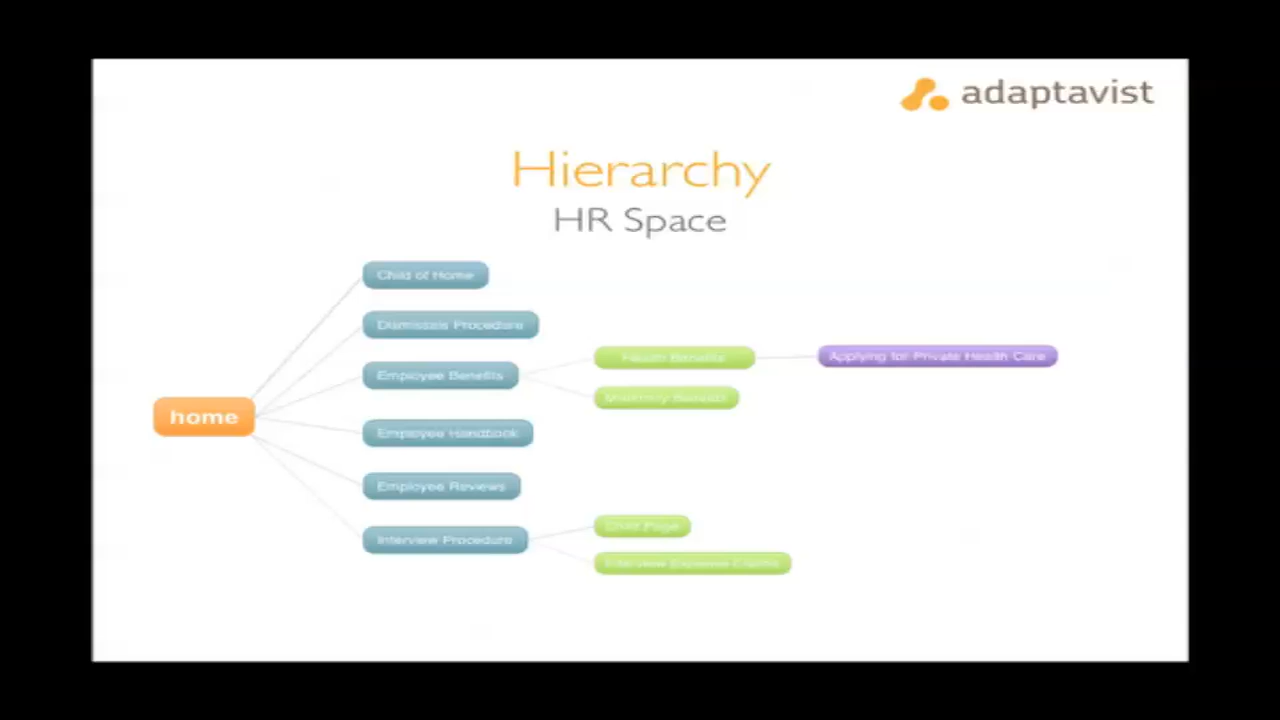 adaptavist
Hierarchy
HR Space
Child of Home
Dismissals Procedure
Employee Benefits
Health Benefits
Applying for Private Health Care
Maternity Benefits
home
Employee Handbook
Employee Reviews
Interview Procedure
Child Page
Interview Expense Claims